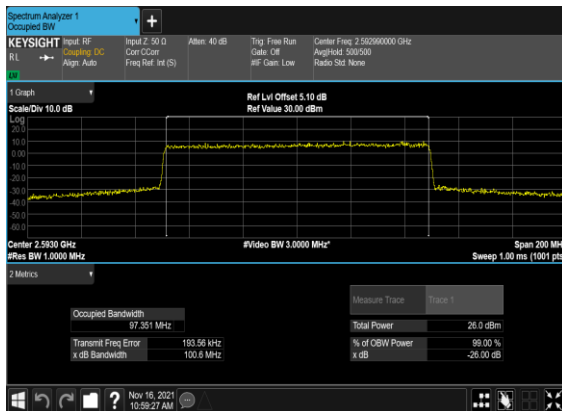 Spectrum Analyzer 1
Occupied BW
+
KEYSIGHT
RL
Input: RF
Coupling: DC
Align: Auto
Input Z: 50 Ω
Corr CCorr
Freq Ref: Int (S)
Atten: 40 dB
Trig: Free Run
Gate: Off
#IF Gain: Low
Center Freq: 2.592990000 GHz
Avg|Hold: 500/500
Radio Std: None
1 Graph
Scale/Div 10.0 dB
Ref Lvl Offset 5.10 dB
Ref Value 30.00 dBm
Log
20.0
10.0
0.00
-10.0
-20.0
-30.0
-40.0
-50.0
-60.0
Center 2.5930 GHz
#Res BW 1.0000 MHz
#Video BW 3.0000 MHz*
Span 200 MH
Sweep 1.00 ms (1001 pts
2 Metrics
Measure Trace
Trace 1
Occupied Bandwidth
97.351 MHz
Total Power
26.0 dBm
Transmit Freq Error
193.56 kHz
% of OBW Power
99.00 %
x dB Bandwidth
100.6 MHz
x dB
-26.00 dB
?
Nov 16, 2021
10:59:27 AM